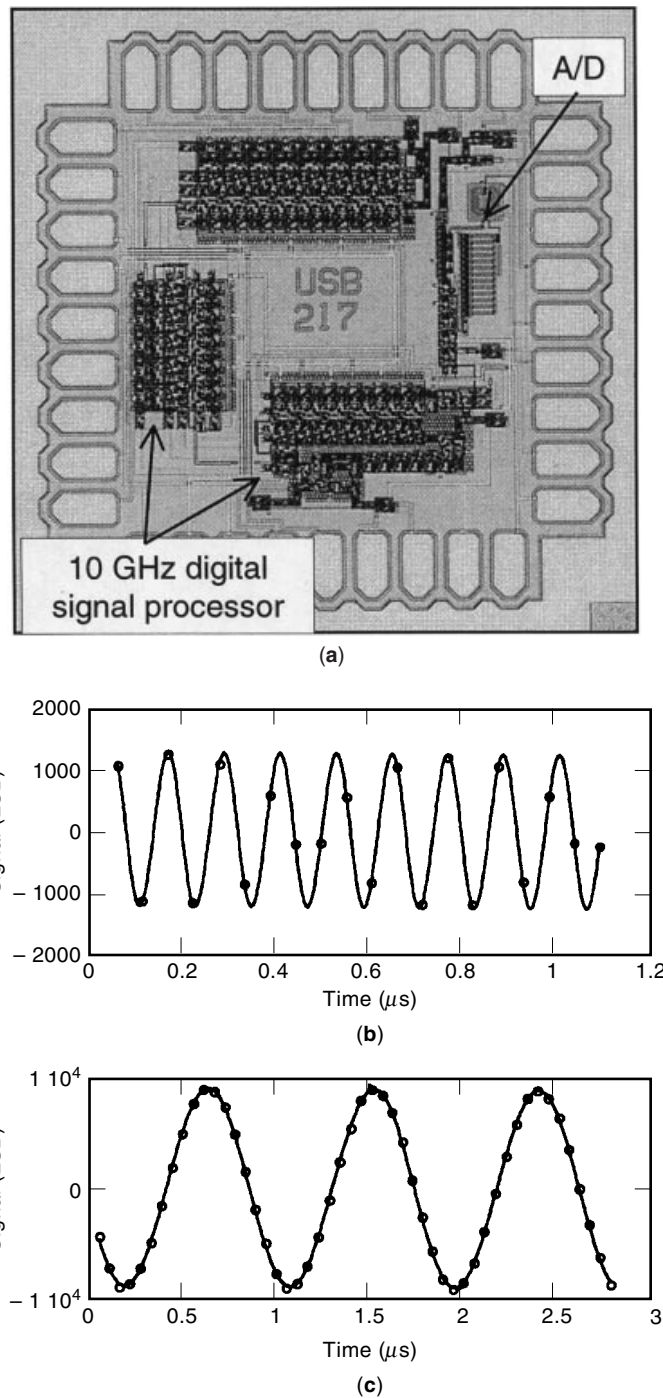 A/D
USB
217
10 GHz digital
signal processor
(a)
2000
1000
0
– 1000
– 2000
0 0.2 0.4 0.6 0.8 1 1.2
Time (μs)
(b)
1 10⁴
0
– 1 10⁴
0 0.5 1 1.5 2 2.5 3
Time (μs)
(c)